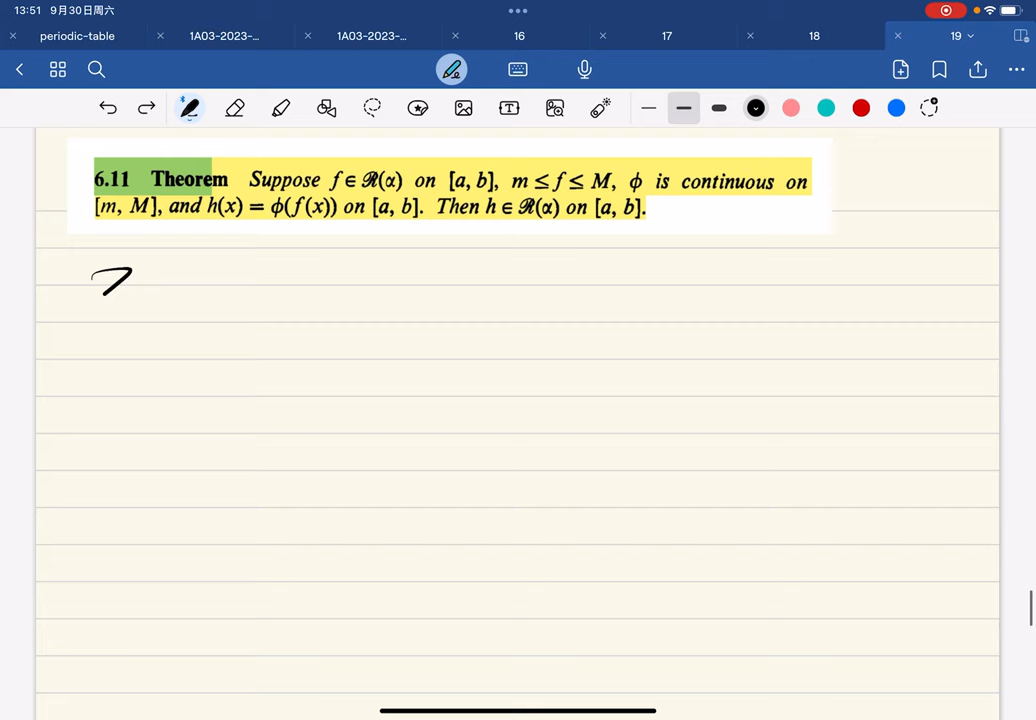 13:51 9月30日周六
periodic-table 1A03-2023-... 1A03-2023-... 16 17 18 19
6.11 Theorem Suppose f ∈ ℛ(α) on [a, b], m ≤ f ≤ M, ϕ is continuous on
[m, M], and h(x) = ϕ(f(x)) on [a, b]. Then h ∈ ℛ(α) on [a, b].